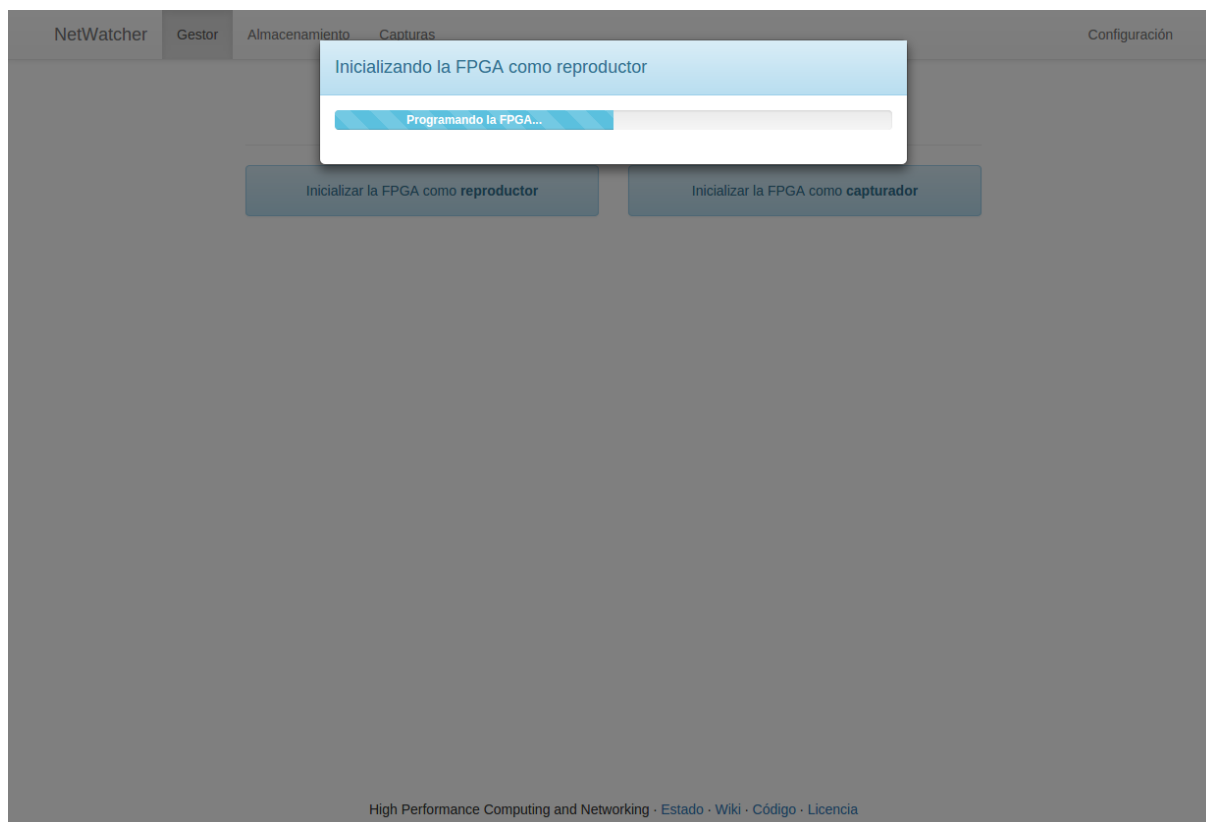 NetWatcher Gestor Almacenamiento Capturas Configuración
Inicializando la FPGA como reproductor
Programando la FPGA...
Inicializar la FPGA como reproductor Inicializar la FPGA como capturador
High Performance Computing and Networking · Estado · Wiki · Código · Licencia